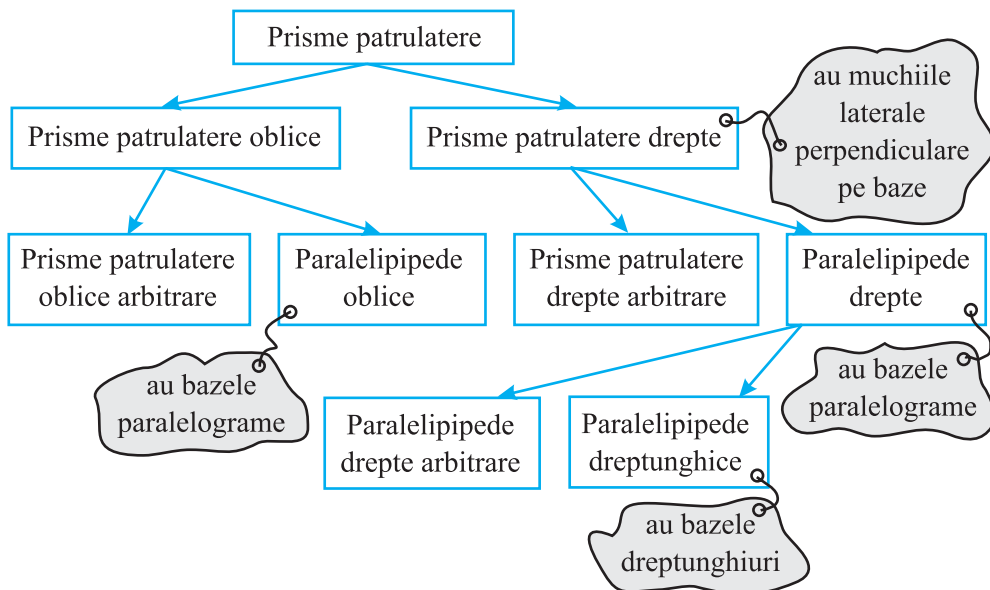 Prisme patrulatere
Prisme patrulatere oblice
Prisme patrulatere drepte
au muchiile
laterale
perpendiculare
pe baze
Prisme patrulatere
oblice arbitrare
Paralelipipede
oblice
Prisme patrulatere
drepte arbitrare
Paralelipipede
drepte
au bazele
paralelograme
Paralelipipede
drepte arbitrare
Paralelipipede
dreptunghice
au bazele
paralelograme
au bazele
dreptunghiuri